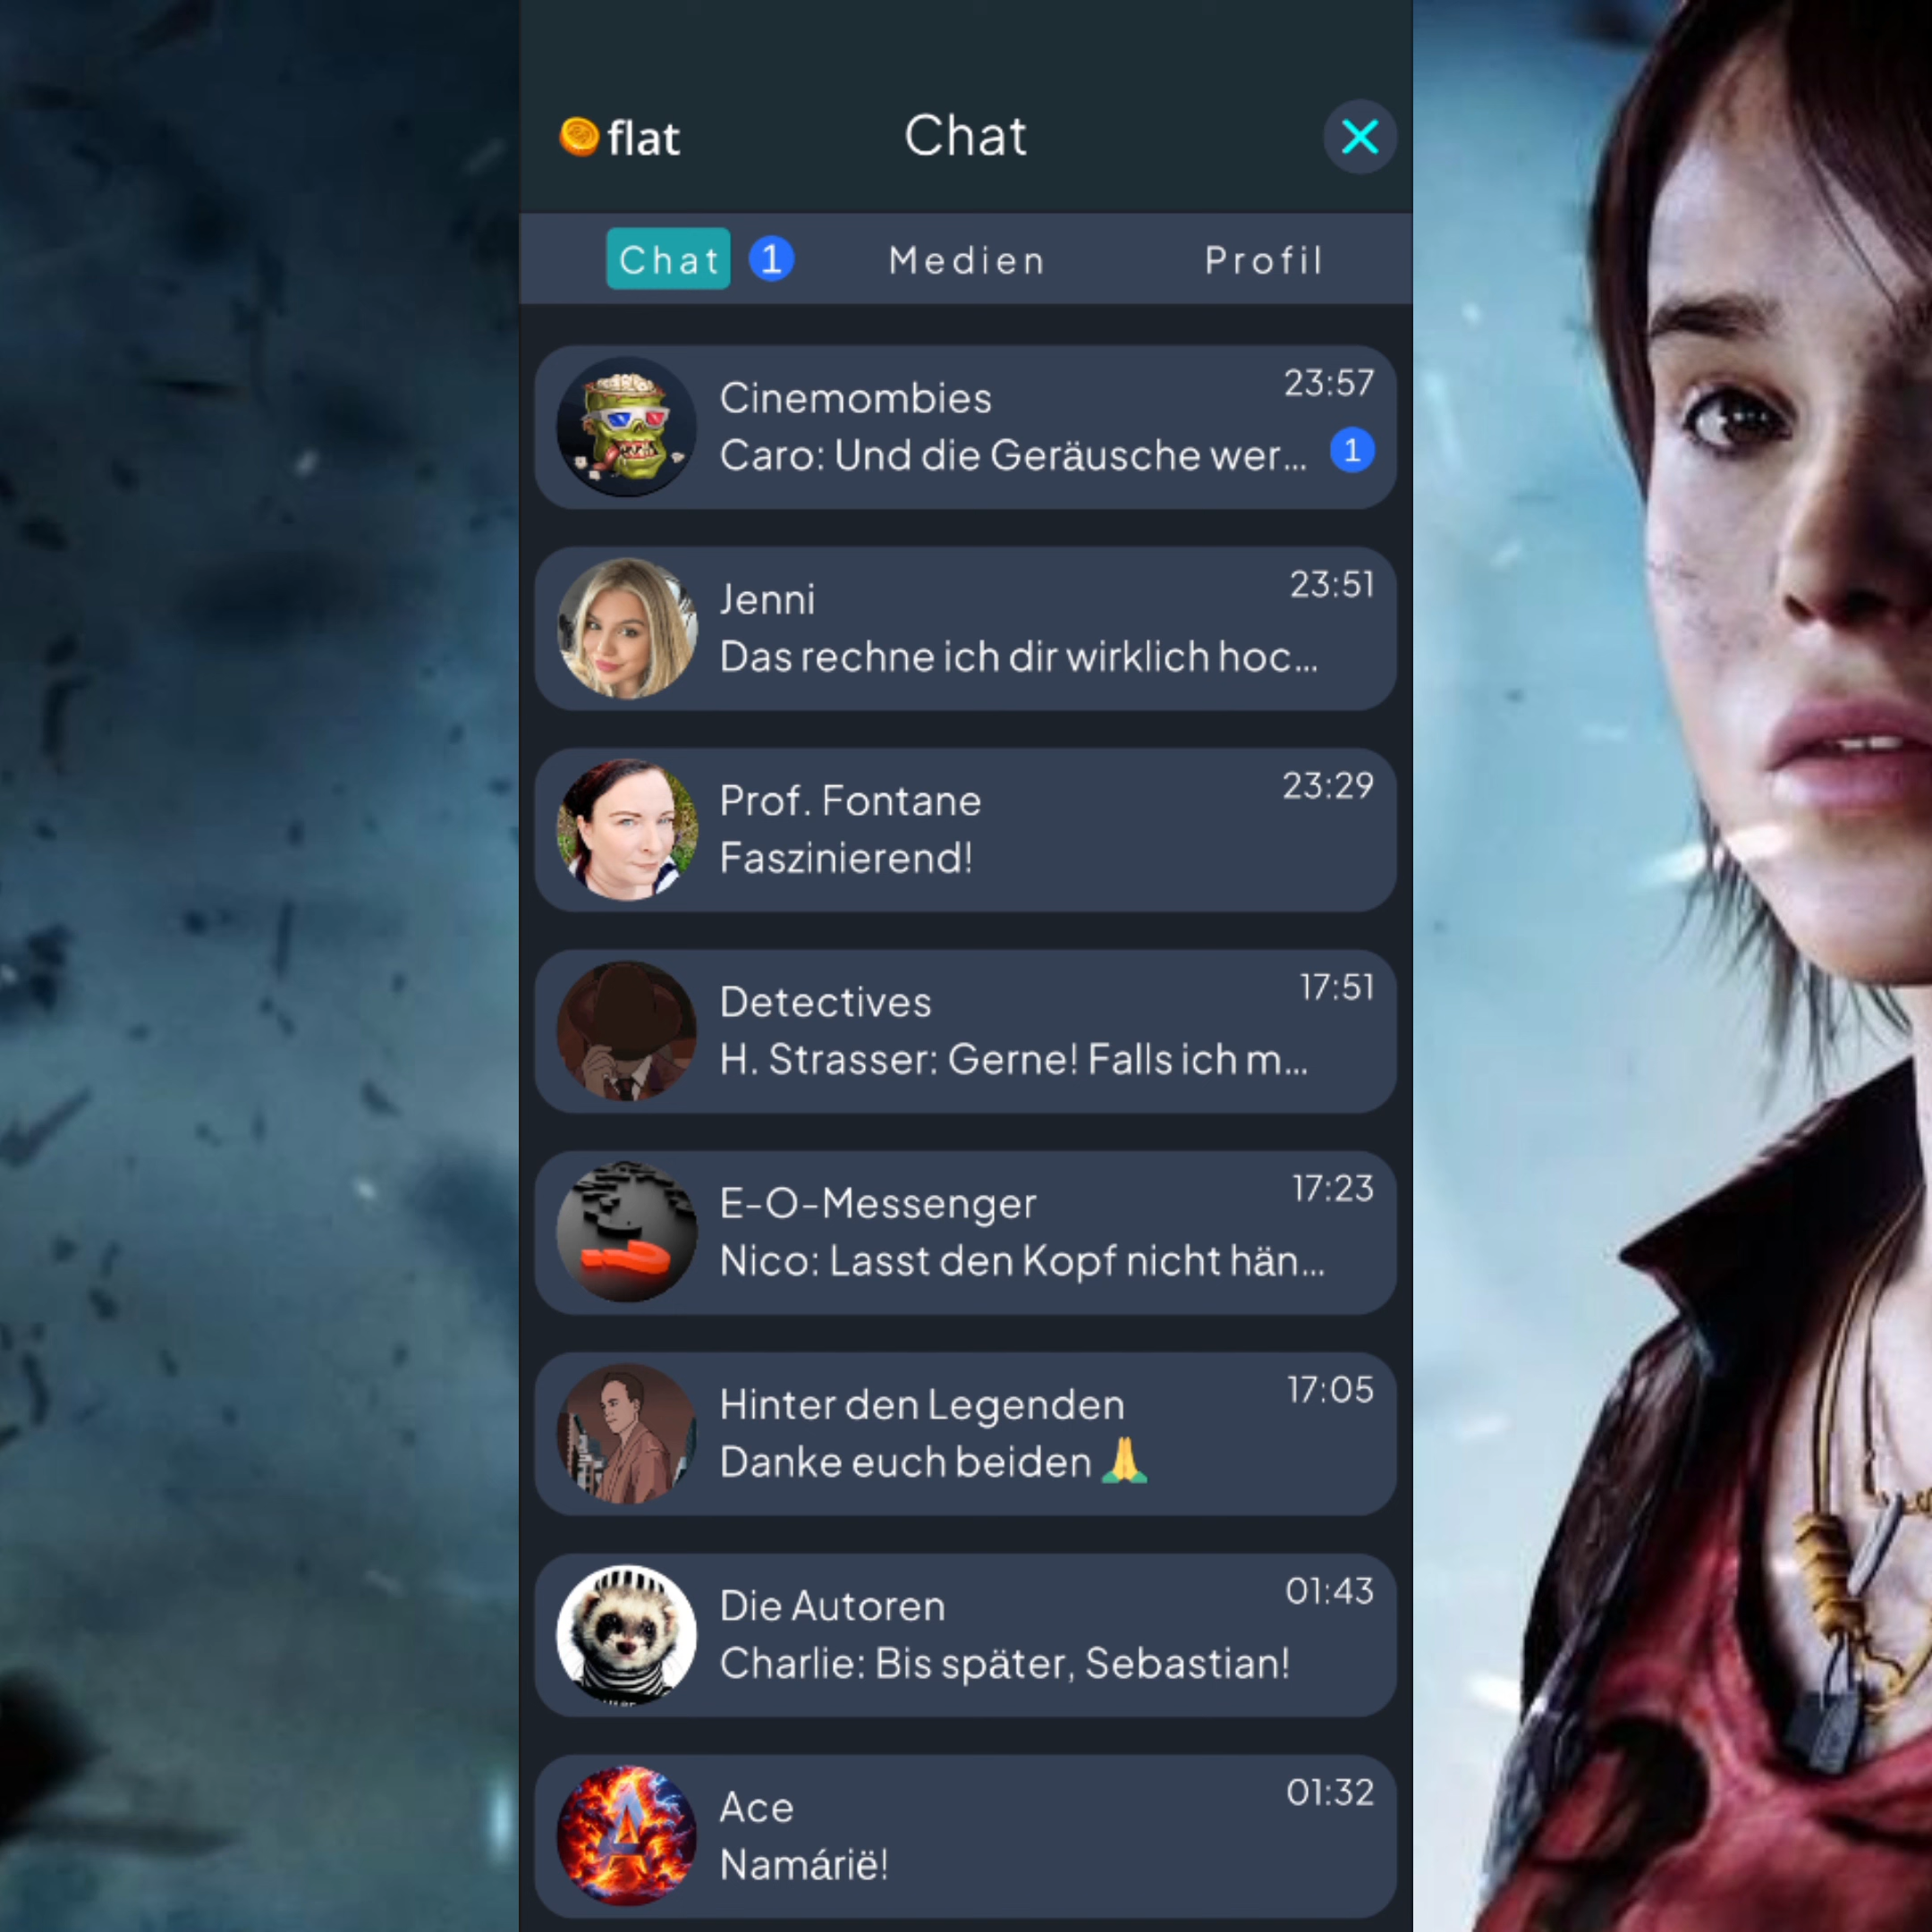 flat
Chat
Chat 1 Medien Profil
Cinemombies 23:57
Caro: Und die Geräusche wer... 1
Jenni 23:51
Das rechne ich dir wirklich hoc...
Prof. Fontane 23:29
Faszinierend!
Detectives 17:51
H. Strasser: Gerne! Falls ich m...
E-O-Messenger 17:23
Nico: Lasst den Kopf nicht hän...
Hinter den Legenden 17:05
Danke euch beiden 🙏
Die Autoren 01:43
Charlie: Bis später, Sebastian!
Ace 01:32
Namárië!